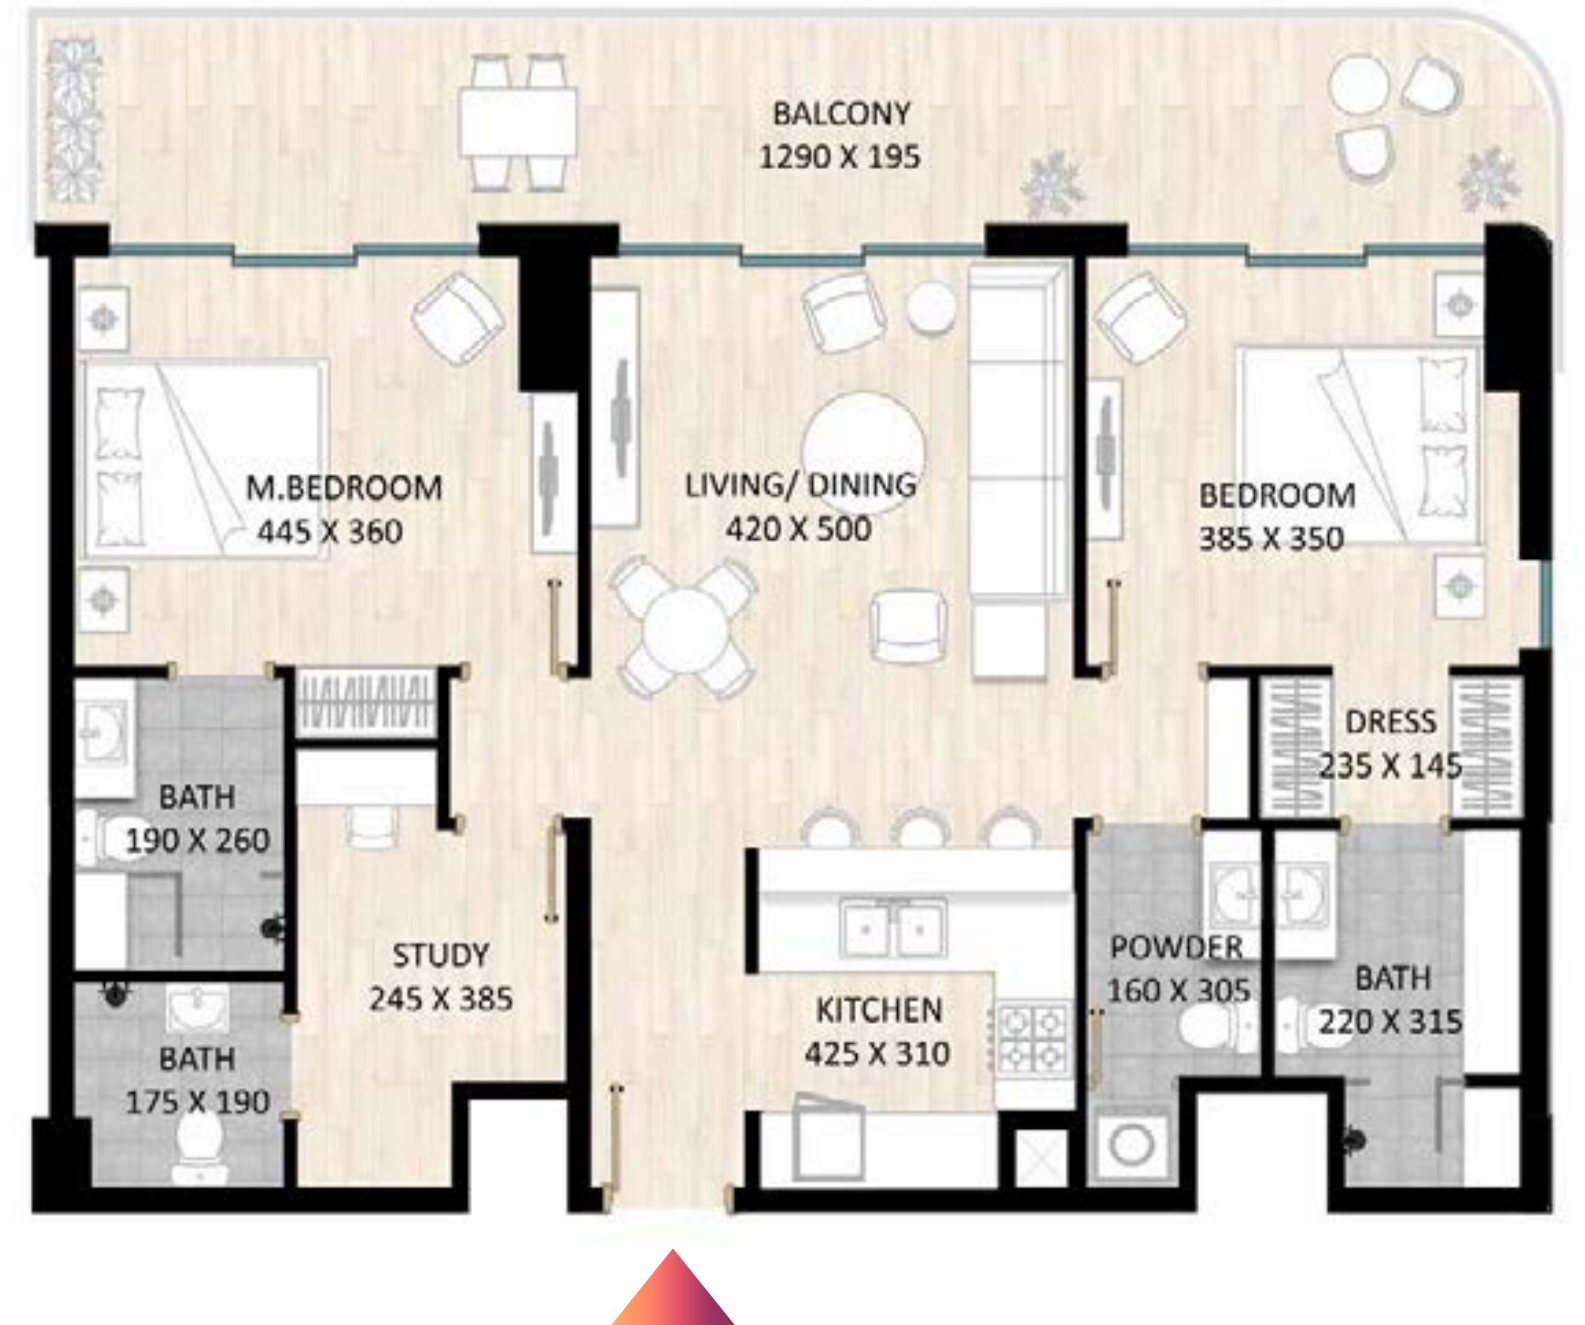 BALCONY
1290 X 195
M.BEDROOM
445 X 360
LIVING/ DINING
420 X 500
BEDROOM
385 X 350
DRESS
235 X 145
BATH
190 X 260
STUDY
245 X 385
KITCHEN
425 X 310
POWDER
160 X 305
BATH
220 X 315
BATH
175 X 190